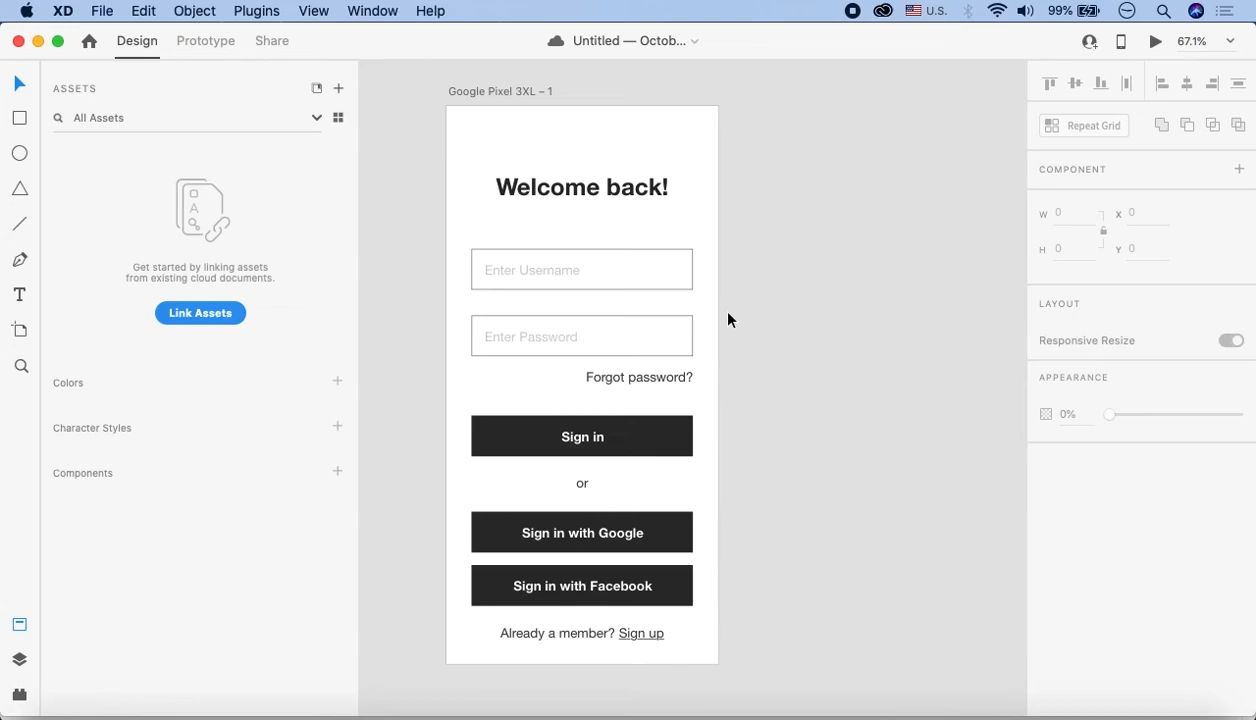 XD File Edit Object Plugins View Window Help U.S. 99%
Design Prototype Share Untitled — Octob... 67.1%
ASSETS
All Assets
Get started by linking assets
from existing cloud documents.
Link Assets
Colors
Character Styles
Components
Google Pixel 3XL – 1
Welcome back!
Enter Username
Enter Password
Forgot password?
Sign in
or
Sign in with Google
Sign in with Facebook
Already a member? Sign up
Repeat Grid
COMPONENT
W 0 X 0
H 0 Y 0
LAYOUT
Responsive Resize
APPEARANCE
0%